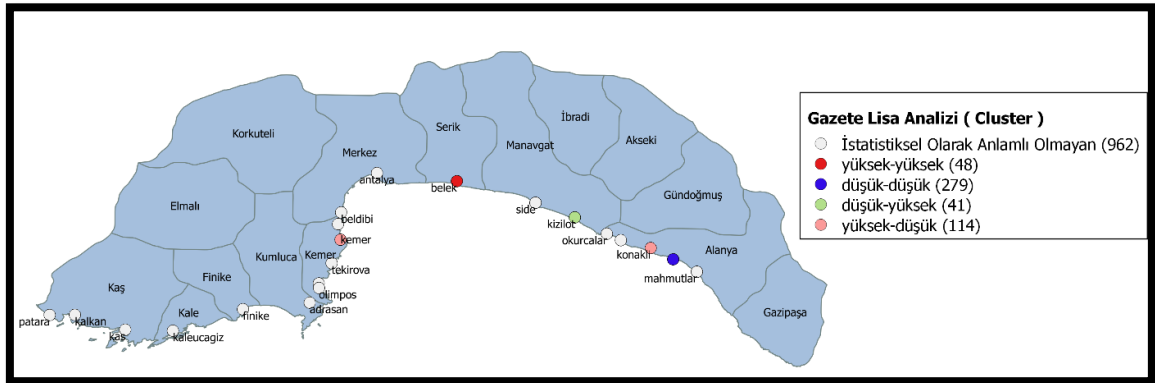 Gazete Lisa Analizi ( Cluster )
İstatistiksel Olarak Anlamlı Olmayan (962)
yüksek-yüksek (48)
düşük-düşük (279)
düşük-yüksek (41)
yüksek-düşük (114)
Korkuteli
Merkez
Serik
Manavgat
İbradi
Akseki
Gündoğmuş
Elmalı
Kaş
Finike
Kale
Kumluca
Kemer
Alanya
Gazipaşa
antalya
belek
side
kizilot
okurcalar
konakli
mahmutlar
beldibi
kemer
tekirova
olimpos
adrasan
finike
kaleucagiz
kaş
kalkan
patara